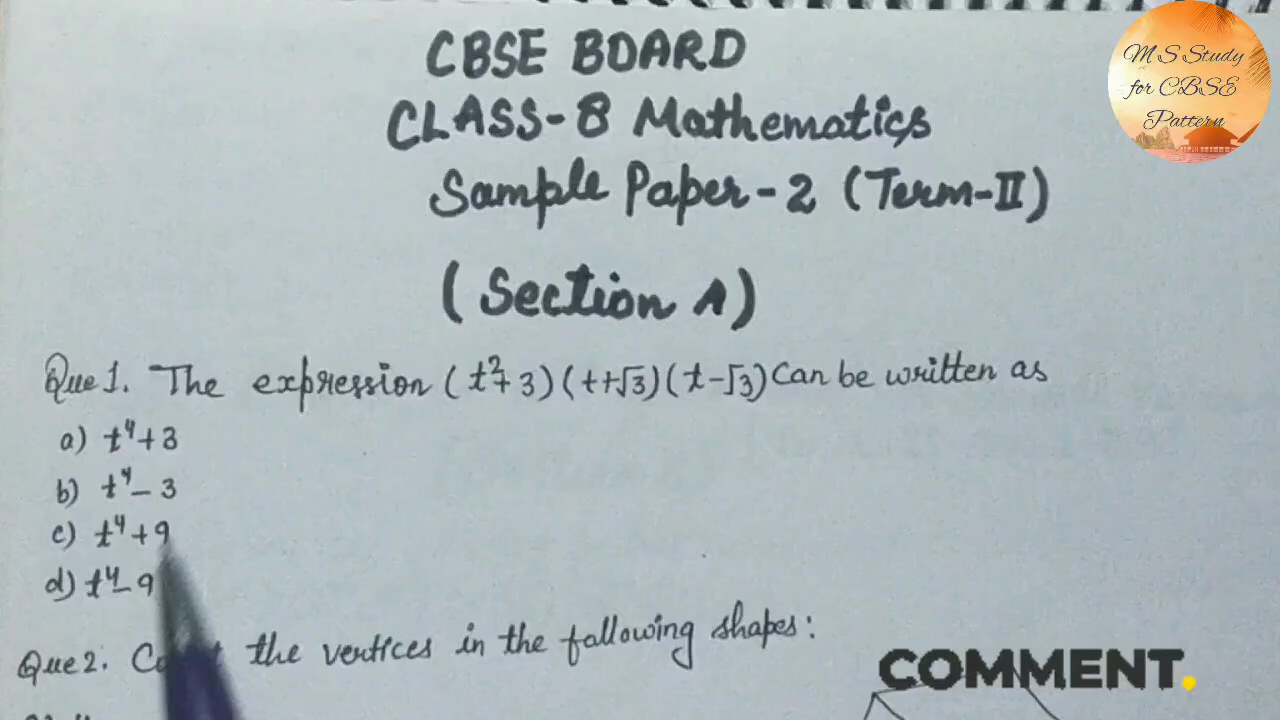 CBSE BOARD
CLASS-8 Mathematics
Sample Paper-2 (Term-II)
(Section A)
Que 1. The expression (t²+3)(t+√3)(t-√3) Can be written as
a) t⁴+3
b) t⁴-3
c) t⁴+9
d) t⁴-9
Que 2. the vertices in the following shapes:
MS Study
for CBSE
Pattern
COMMENT.